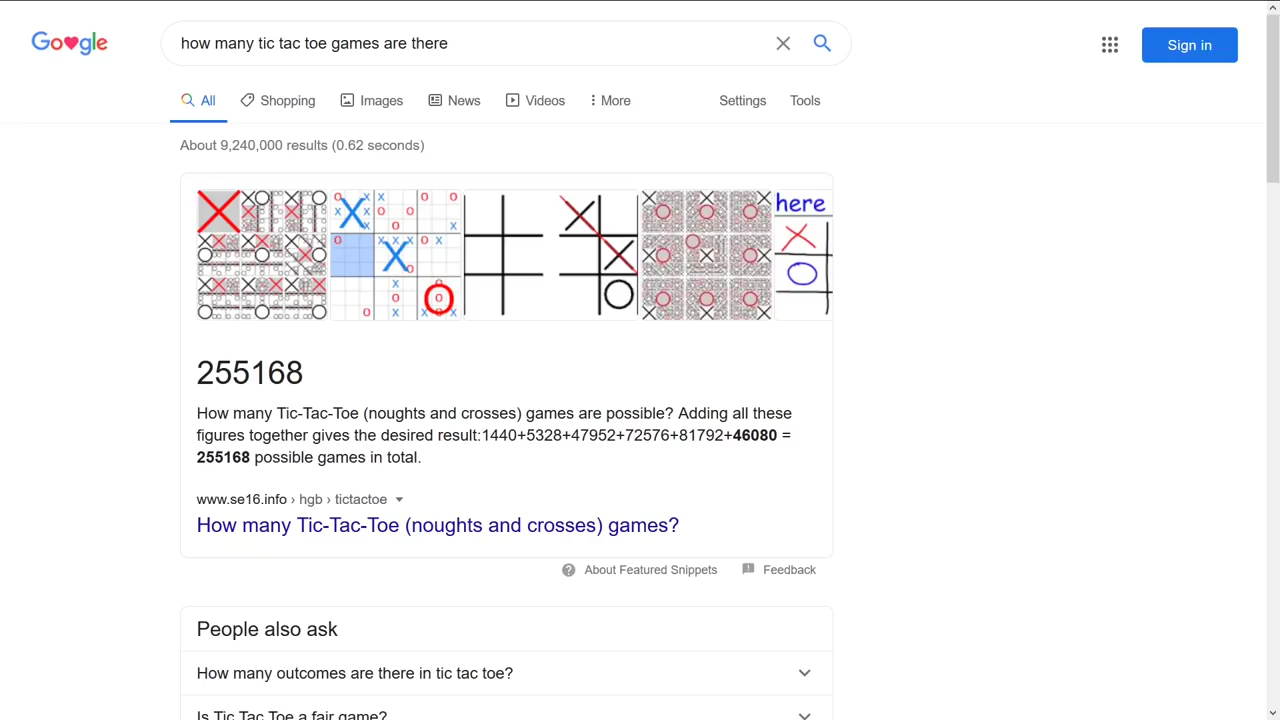 Google
how many tic tac toe games are there
Sign in
All Shopping Images News Videos More Settings Tools
About 9,240,000 results (0.62 seconds)
here
255168
How many Tic-Tac-Toe (noughts and crosses) games are possible? Adding all these
figures together gives the desired result:1440+5328+47952+72576+81792+46080 =
255168 possible games in total.
www.se16.info › hgb › tictactoe
How many Tic-Tac-Toe (noughts and crosses) games?
About Featured Snippets Feedback
People also ask
How many outcomes are there in tic tac toe?
Is Tic Tac Toe a fair game?